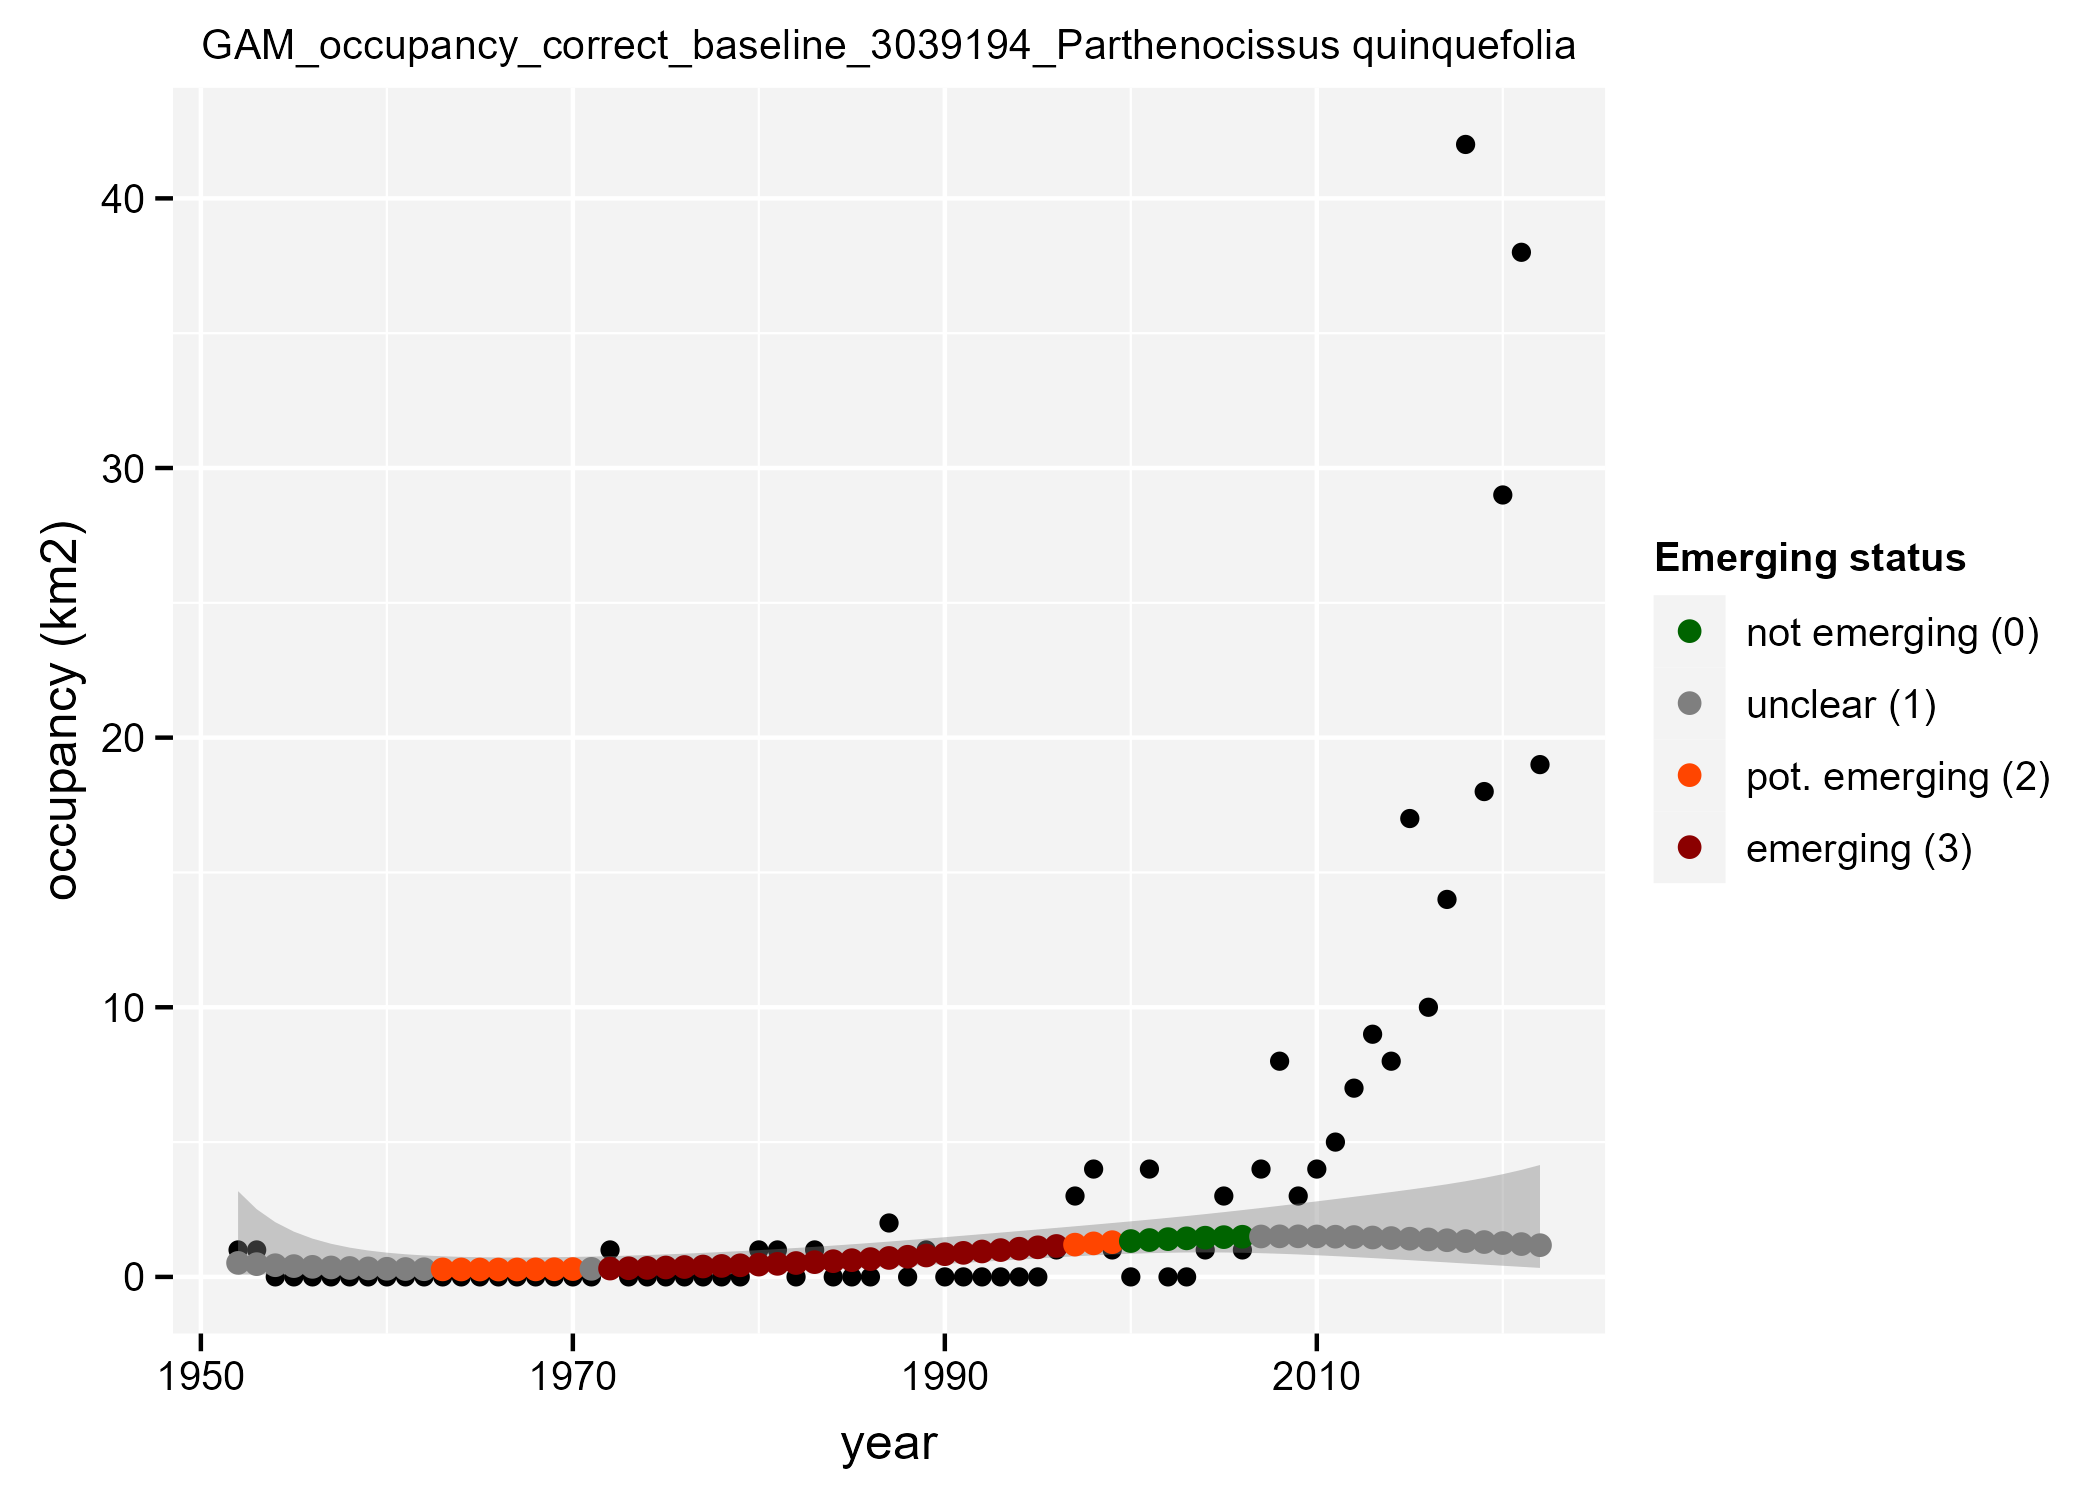 GAM_occupancy_correct_baseline_3039194_Parthenocissus quinquefolia
40
30
20
10
0
occupancy (km2)
1950 1970 1990 2010
year
Emerging status
not emerging (0)
unclear (1)
pot. emerging (2)
emerging (3)